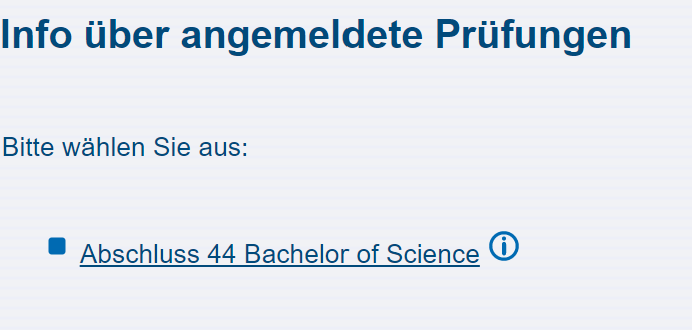 Info über angemeldete Prüfungen
Bitte wählen Sie aus:
Abschluss 44 Bachelor of Science